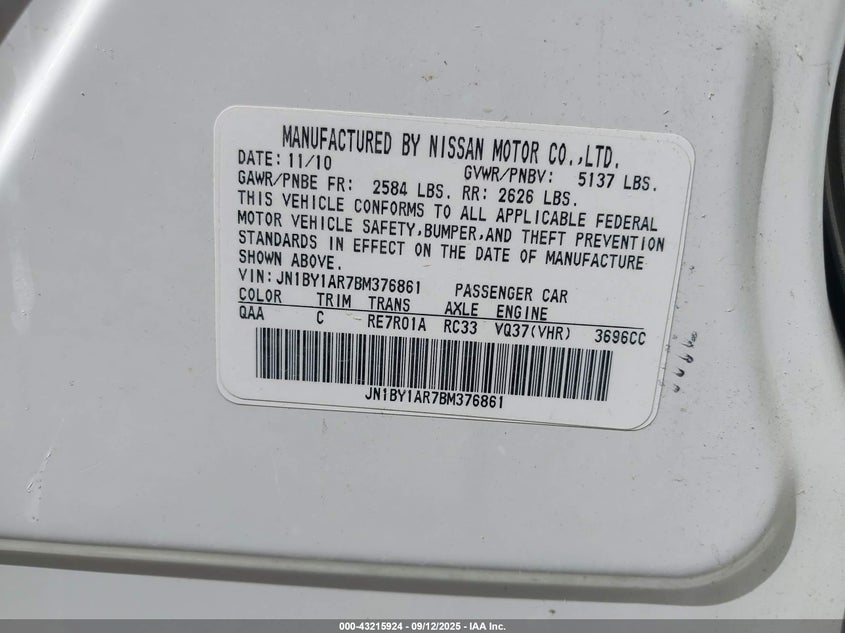 MANUFACTURED BY NISSAN MOTOR CO.,LTD.
DATE: 11/10 GVWR/PNBV: 5137 LBS.
GAWR/PNBE FR: 2584 LBS. RR: 2626 LBS.
THIS VEHICLE CONFORMS TO ALL APPLICABLE FEDERAL
MOTOR VEHICLE SAFETY,BUMPER,AND THEFT PREVENTION
STANDARDS IN EFFECT ON THE DATE OF MANUFACTURE
SHOWN ABOVE.
VIN:JN1BY1AR7BM376861 PASSENGER CAR
COLOR TRIM TRANS AXLE ENGINE
QAA C RE7R01A RC33 VQ37(VHR) 3696CC
JN1BY1AR7BM376861
000-43215924 - 09/12/2025 - IAA Inc.